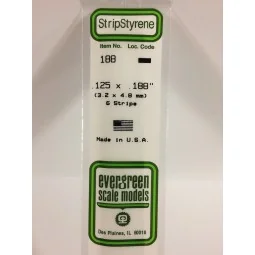 StripStyrene
Item No. Loc. Code
188
.125 x .188"
(3.2 x 4.8 mm)
6 Strips
Made in U.S.A.
evergreen
scale models
Des Plaines, IL 60018